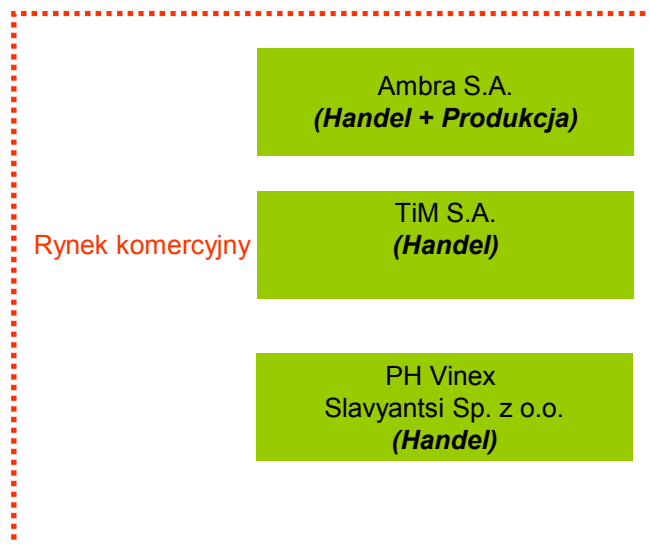 Ambra S.A.
(Handel + Produkcja)
TiM S.A.
Rynek komercyjny
(Handel)
PH Vinex
Slavyantsi Sp. z o.o.
(Handel)